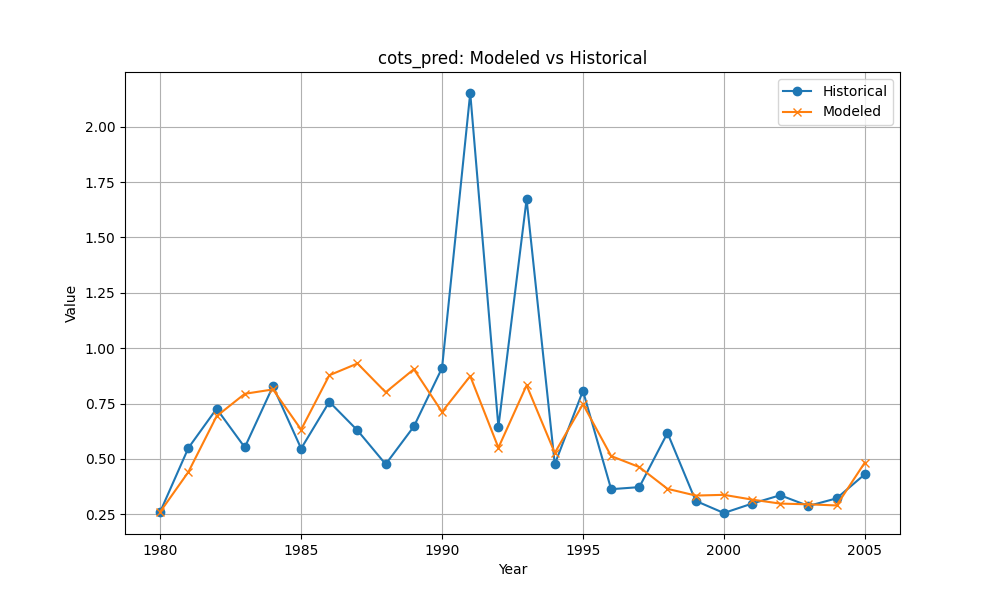 cots_pred: Modeled vs Historical
Historical
Modeled
Value
2.00
1.75
1.50
1.25
1.00
0.75
0.50
0.25
1980 1985 1990 1995 2000 2005
Year